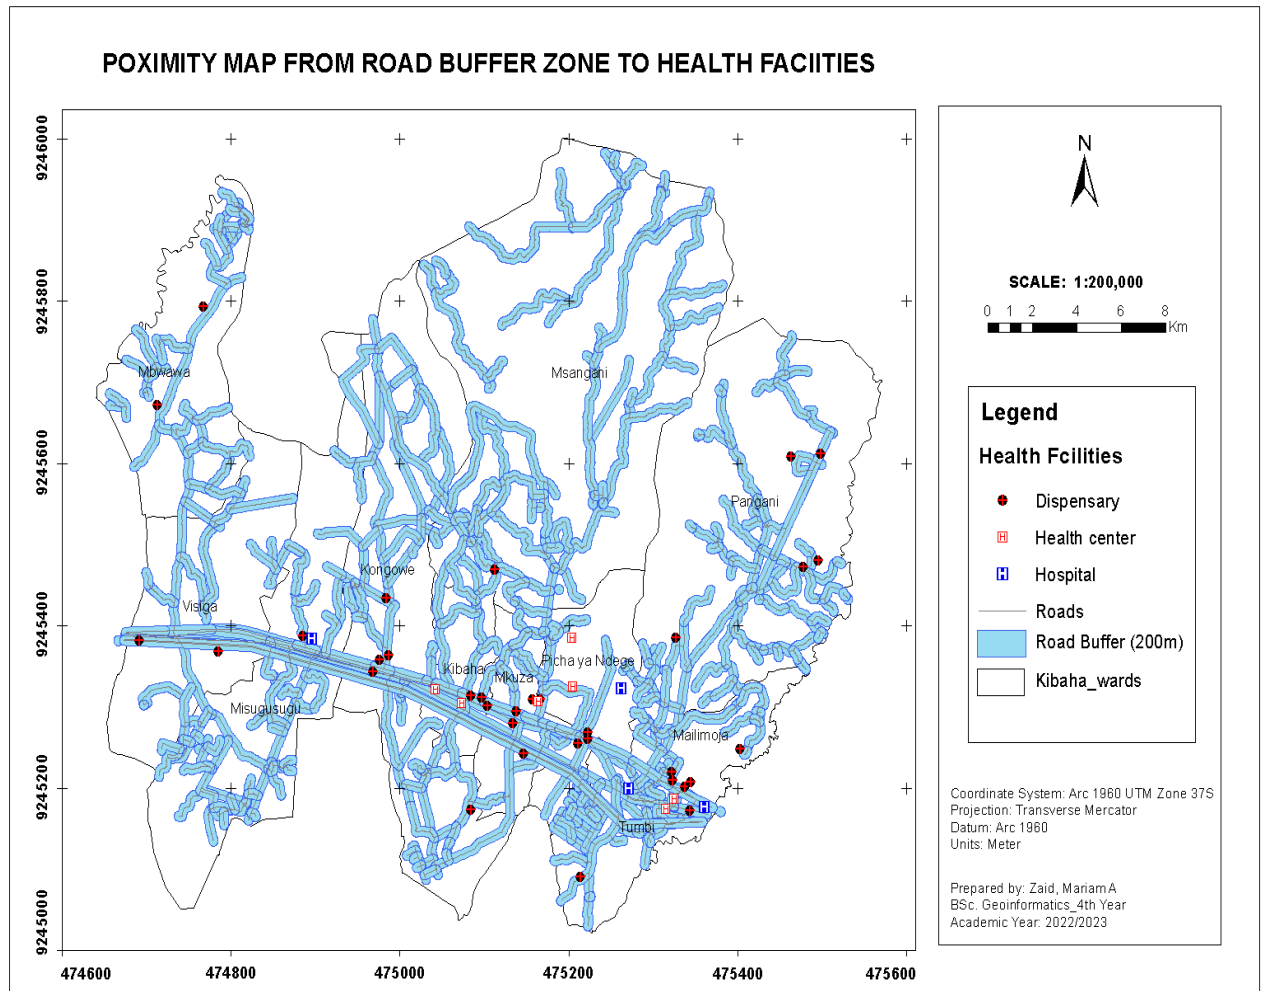 POXIMITY MAP FROM ROAD BUFFER ZONE TO HEALTH FACIITIES
9246000
9245800
9245600
9245400
9245200
9245000
474600
474800
475000
475200
475400
475600
Mbwawa
Msangani
Pangani
Kongowe
Visiga
Picha ya Ndege
Kibaha
Mkuza
Misugusugu
Mailimoja
Tumbi
N
SCALE: 1:200,000
0 1 2 4 6 8
Km
Legend
Health Fcilities
Dispensary
H Health center
H Hospital
Roads
Road Buffer (200m)
Kibaha_wards
Coordinate System: Arc 1960 UTM Zone 37S
Projection: Transverse Mercator
Datum: Arc 1960
Units: Meter
Prepared by: Zaid, Mariam A
BSc. Geoinformatics_4th Year
Academic Year: 2022/2023